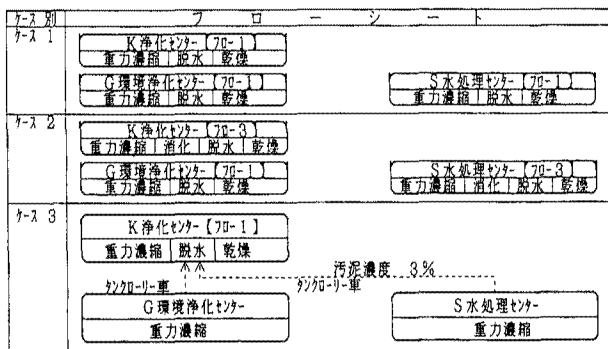 ケース別 フローシート
ケース 1
K浄化センター【フロー1】
重力濃縮 脱水 乾燥
G環境浄化センター【フロー1】 S水処理センター【フロー1】
重力濃縮 脱水 乾燥 重力濃縮 脱水 乾燥
ケース 2
K浄化センター【フロー3】
重力濃縮 消化 脱水 乾燥
G環境浄化センター【フロー1】 S水処理センター【フロー3】
重力濃縮 脱水 乾燥 重力濃縮 消化 脱水 乾燥
ケース 3
K浄化センター【フロー1】
重力濃縮 脱水 乾燥
汚泥濃度 3%
タンクローリー車 タンクローリー車
G環境浄化センター S水処理センター
重力濃縮 重力濃縮